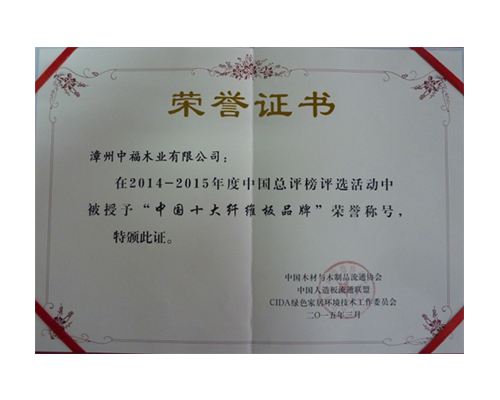 荣誉证书
漳州中福木业有限公司：
在2014-2015年度中国总评榜评选活动中
被授予“中国十大纤维板品牌”荣誉称号，
特颁此证。
中国木材与木制品流通协会
中国人造板流通联盟
CIDA绿色家居环境技术工作委员会
二〇一五年三月